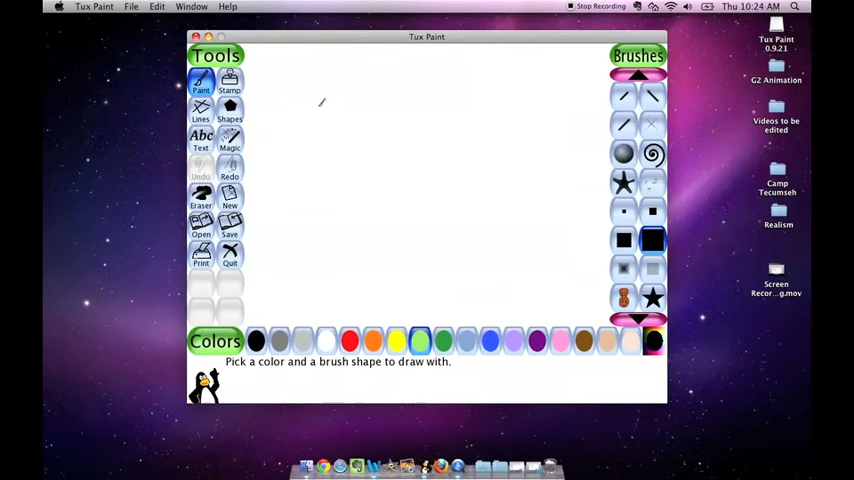 Tux Paint File Edit Window Help Stop Recording Thu 10:24 AM
Tux Paint
Tools
Brushes
Paint Stamp
Lines Shapes
Abc
Text Magic
Undo Redo
Eraser New
Open Save
Print Quit
Colors
Pick a color and a brush shape to draw with.
Tux Paint
0.9.21
G2 Animation
Videos to be
edited
Camp
Tecumseh
Realism
Screen
Recor...g.mov